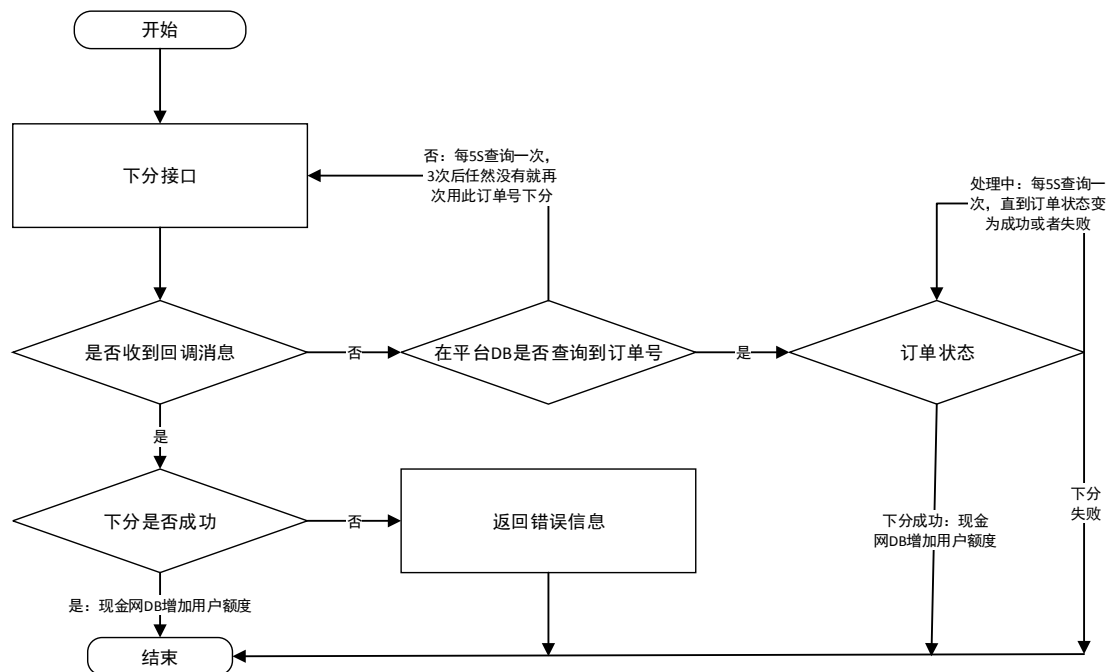 开始
下分接口
否：每5S查询一次，
3次后任然没有就再
次用此订单号下分
处理中：每5S查询一
次，直到订单状态变
为成功或者失败
是否收到回调消息
否
在平台DB是否查询到订单号
是
订单状态
是
下分是否成功
否
返回错误信息
下分成功：现金
网DB增加用户额度
下分
失败
是：现金网DB增加用户额度
结束